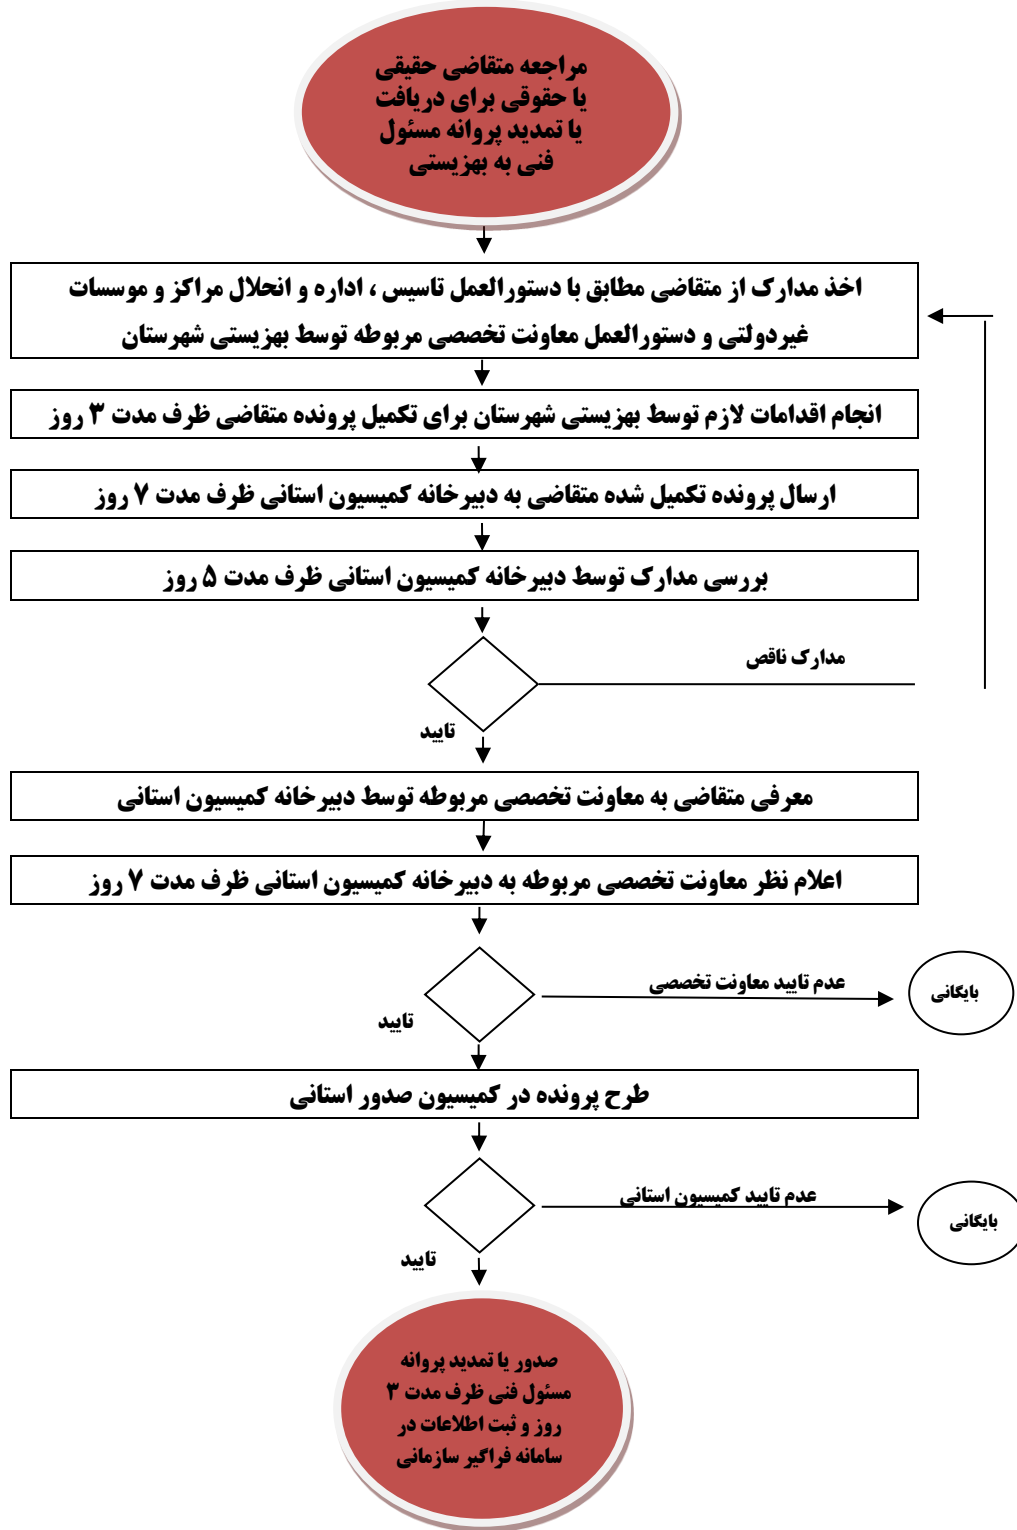 مراجعه متقاضی حقیقی
یا حقوقی برای دریافت
یا تمدید پروانه مسئول
فنی به بهزیستی
اخذ مدارک از متقاضی مطابق با دستورالعمل تاسیس ، اداره و انحلال مراکز و موسسات
غیردولتی و دستورالعمل معاونت تخصصی مربوطه توسط بهزیستی شهرستان
انجام اقدامات لازم توسط بهزیستی شهرستان برای تکمیل پرونده متقاضی ظرف مدت ۳ روز
ارسال پرونده تکمیل شده متقاضی به دبیرخانه کمیسیون استانی ظرف مدت ۷ روز
بررسی مدارک توسط دبیرخانه کمیسیون استانی ظرف مدت ۵ روز
مدارک ناقص
تایید
معرفی متقاضی به معاونت تخصصی مربوطه توسط دبیرخانه کمیسیون استانی
اعلام نظر معاونت تخصصی مربوطه به دبیرخانه کمیسیون استانی ظرف مدت ۷ روز
عدم تایید معاونت تخصصی
بایگانی
تایید
طرح پرونده در کمیسیون صدور استانی
عدم تایید کمیسیون استانی
بایگانی
تایید
صدور یا تمدید پروانه
مسئول فنی ظرف مدت ۳
روز و ثبت اطلاعات در
سامانه فراگیر سازمانی